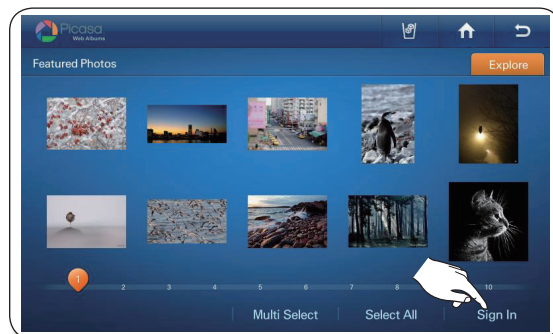 Picasa
Web Albums
Featured Photos
Explore
1 2 3 4 5 6 7 8 10
Multi Select
Select All
Sign In